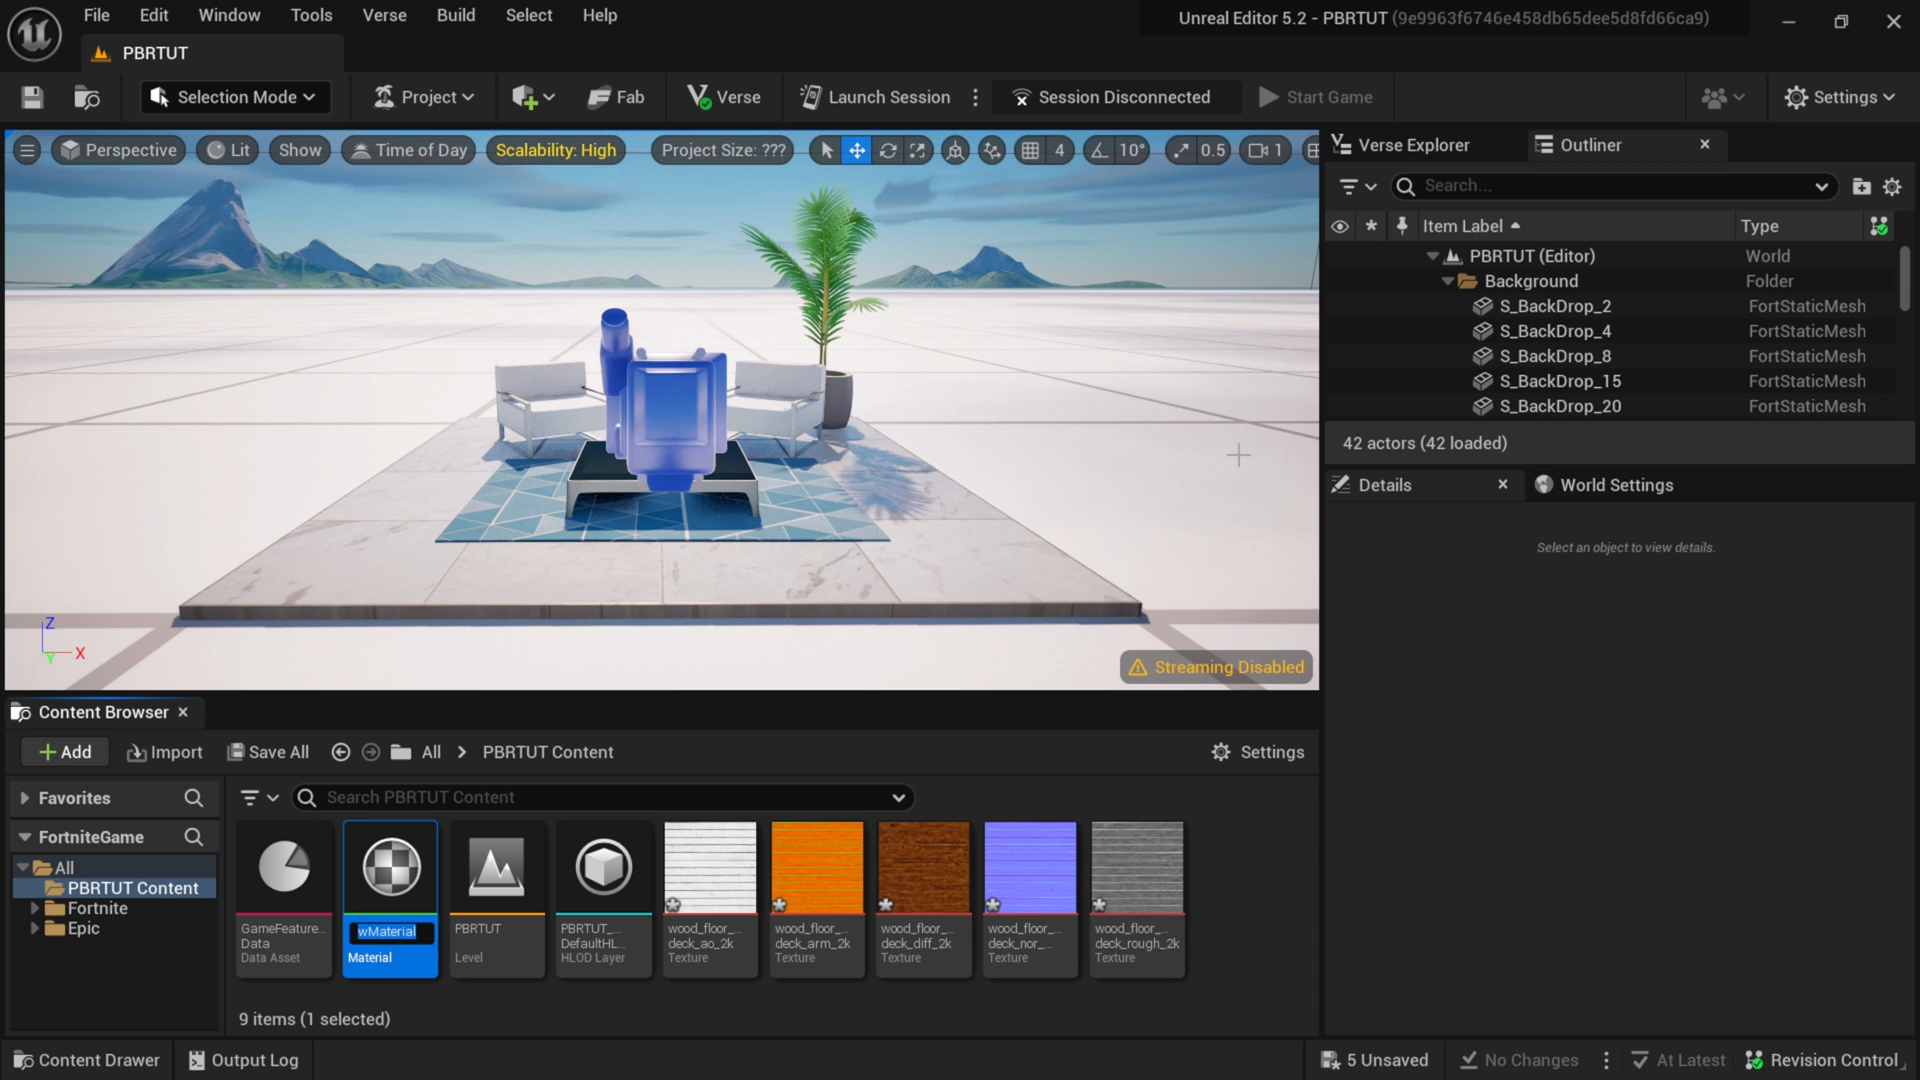 File Edit Window Tools Verse Build Select Help
Unreal Editor 5.2 - PBRTUT (9e9963f6746e458db65dee5d8fd66ca9)
PBRTUT
Selection Mode
Project
Fab
Verse
Launch Session
Session Disconnected
Start Game
Settings
Perspective
Lit
Show
Time of Day
Scalability: High
Project Size: ???
4
10°
0.5
1
Z
X
Y
Streaming Disabled
Verse Explorer
Outliner
Search...
Item Label
Type
PBRTUT (Editor) World
Background Folder
S_BackDrop_2 FortStaticMesh
S_BackDrop_4 FortStaticMesh
S_BackDrop_8 FortStaticMesh
S_BackDrop_15 FortStaticMesh
S_BackDrop_20 FortStaticMesh
42 actors (42 loaded)
Details
World Settings
Select an object to view details.
Content Browser
Add
Import
Save All
All
PBRTUT Content
Settings
Favorites
Search PBRTUT Content
FortniteGame
All
PBRTUT Content
Fortnite
Epic
GameFeature...
Data
Data Asset
wMaterial
Material
PBRTUT
Level
PBRTUT_...
DefaultHL...
HLOD Layer
wood_floor_...
deck_ao_2k
Texture
wood_floor_...
deck_arm_2k
Texture
wood_floor_...
deck_diff_2k
Texture
wood_floor_...
deck_nor_...
Texture
wood_floor_...
deck_rough_2k
Texture
9 items (1 selected)
Content Drawer
Output Log
5 Unsaved
No Changes
At Latest
Revision Control